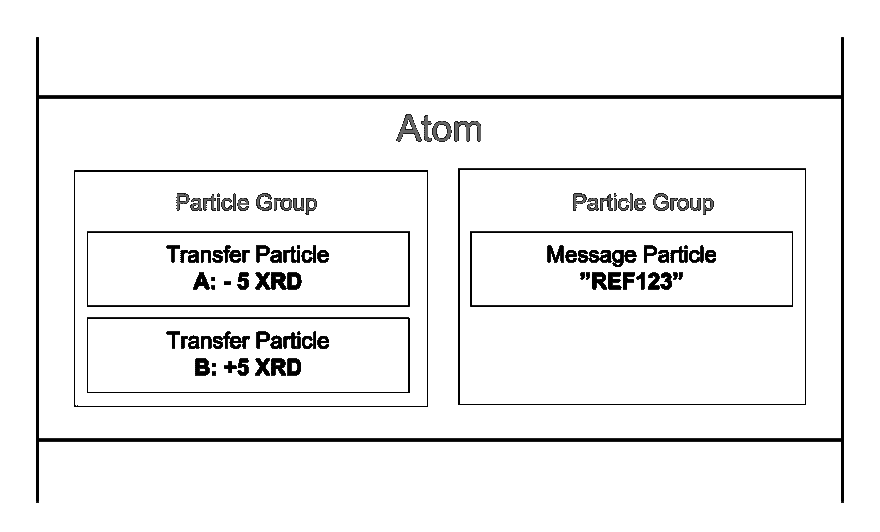 Atom
Particle Group
Transfer Particle
A: - 5 XRD
Transfer Particle
B: +5 XRD
Particle Group
Message Particle
”REF123”